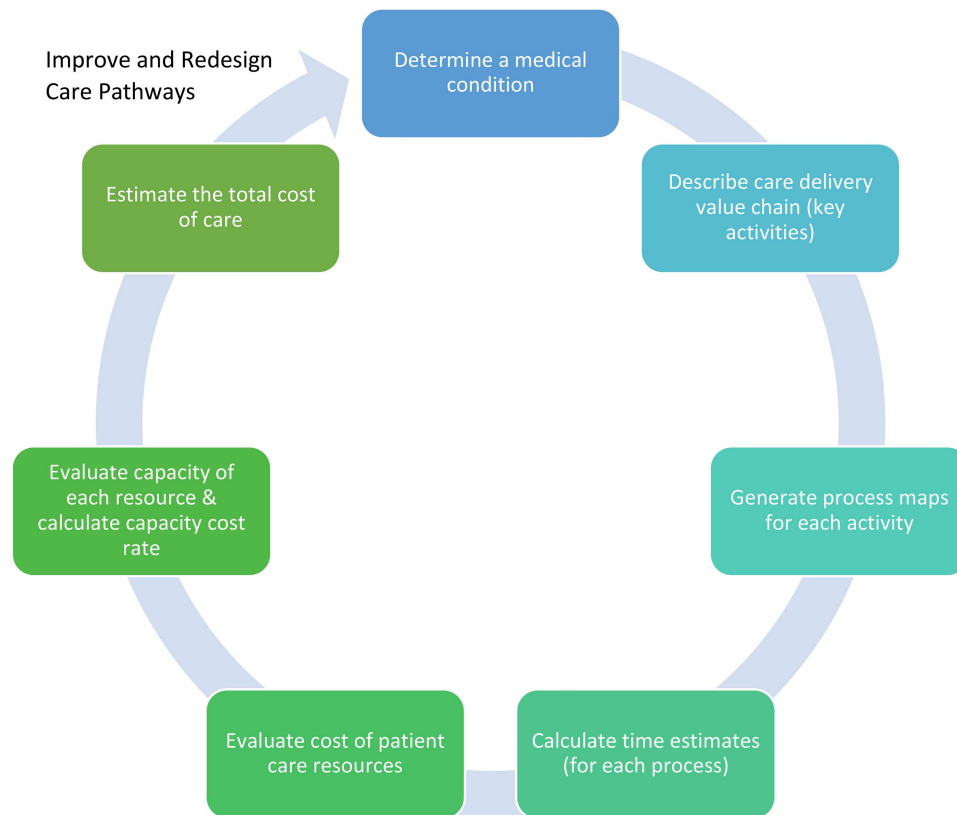 Improve and Redesign
Care Pathways
Determine a medical
condition
Describe care delivery
value chain (key
activities)
Generate process maps
for each activity
Calculate time estimates
(for each process)
Evaluate cost of patient
care resources
Evaluate capacity of
each resource &
calculate capacity cost
rate
Estimate the total cost
of care